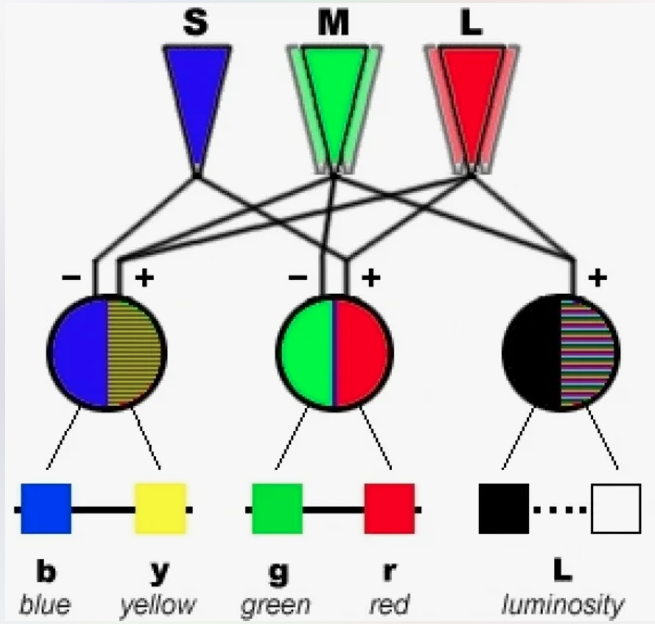 S M L
− + − + +
b y g r L
blue yellow green red luminosity